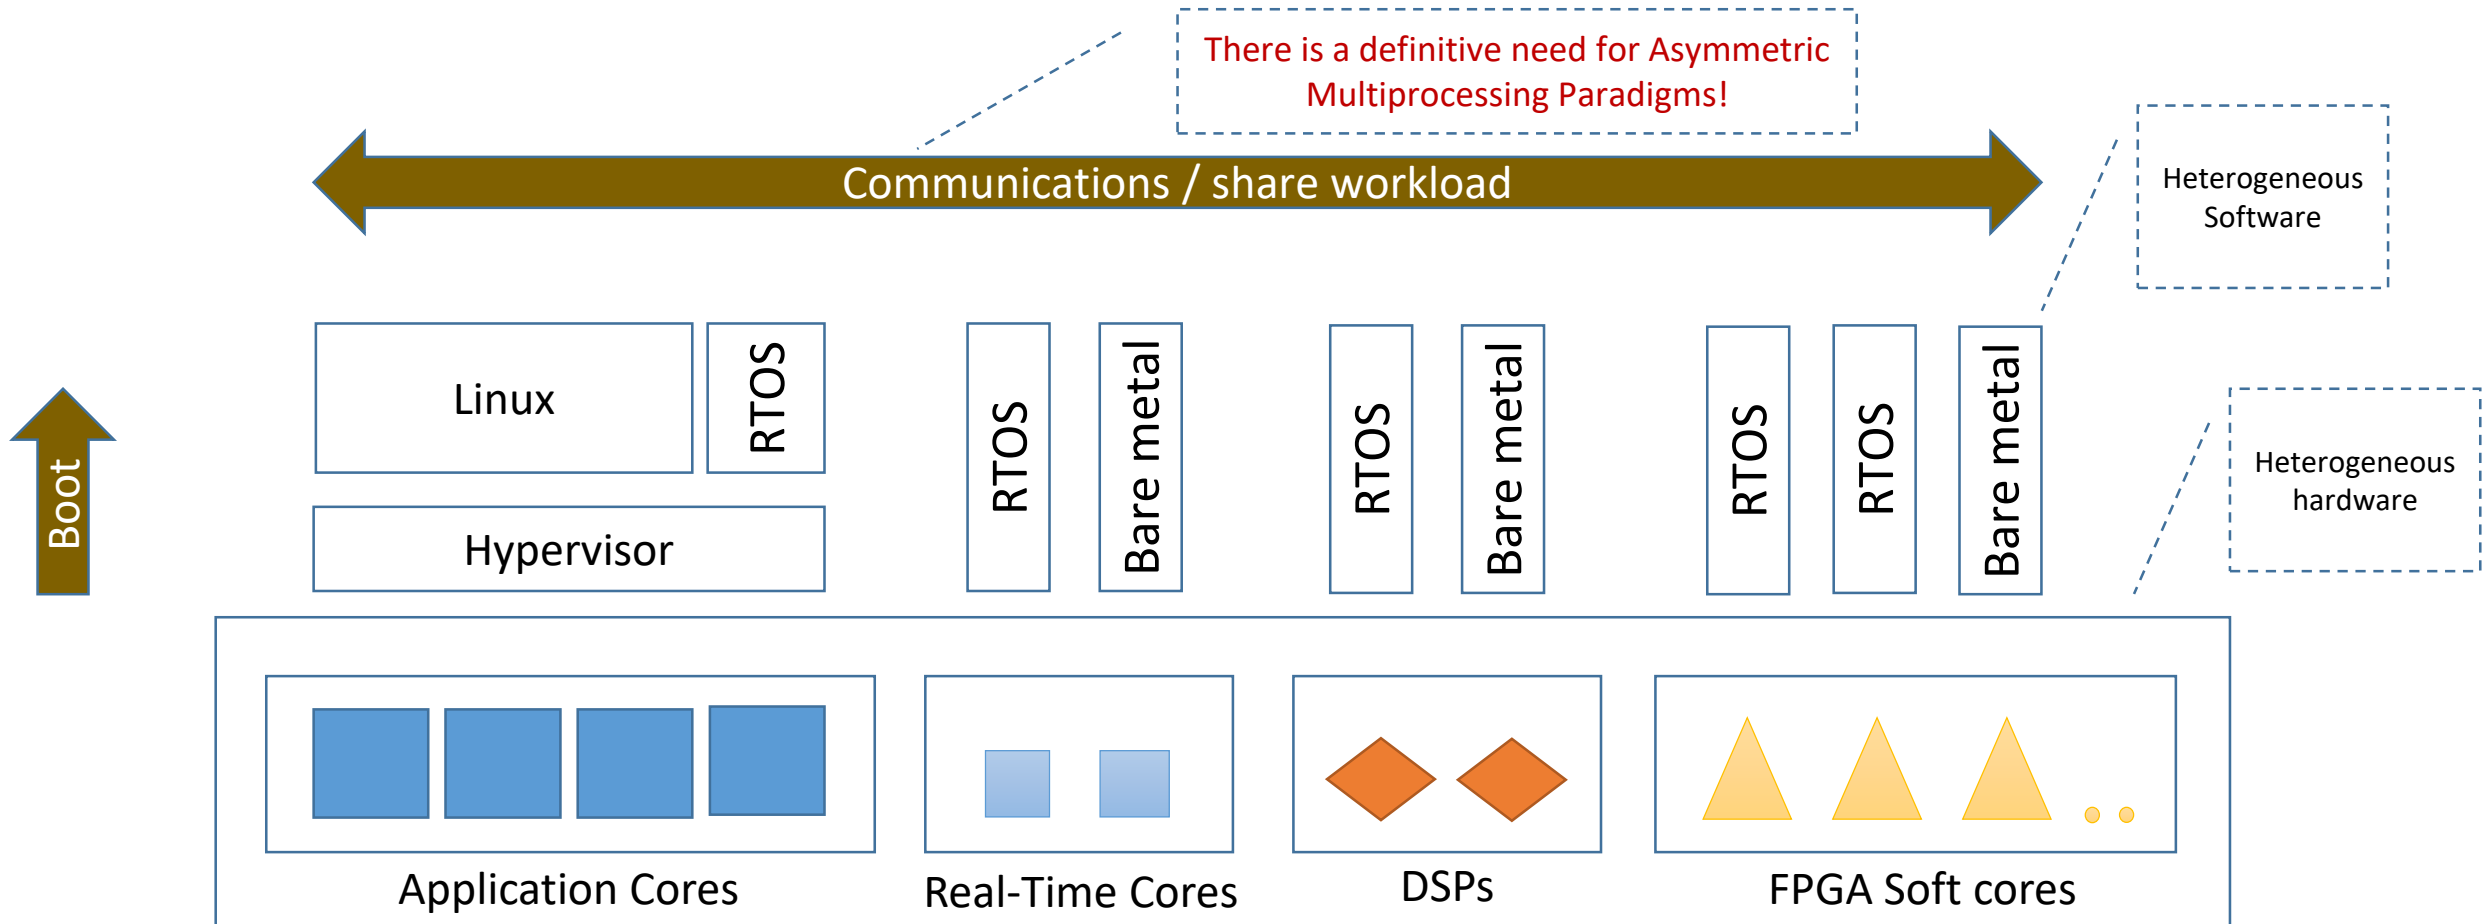 There is a definitive need for Asymmetric
Multiprocessing Paradigms!
Communications / share workload
Heterogeneous
Software
Linux
RTOS
RTOS
Bare metal
RTOS
Bare metal
RTOS
RTOS
Bare metal
Heterogeneous
hardware
Boot
Hypervisor
Application Cores
Real-Time Cores
DSPs
FPGA Soft cores